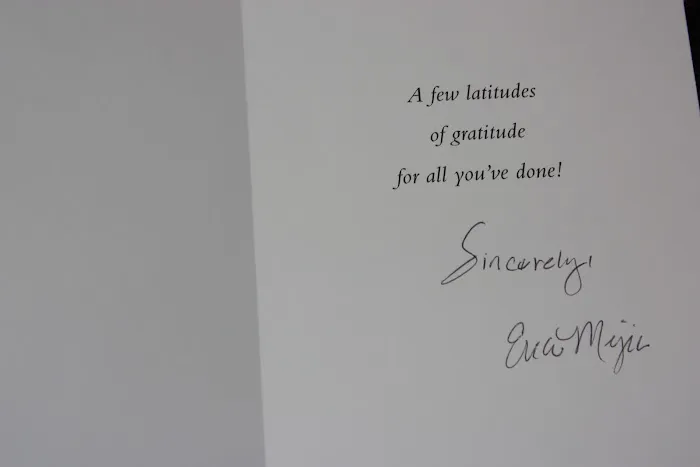 A few latitudes
of gratitude
for all you've done!
Sincerely,